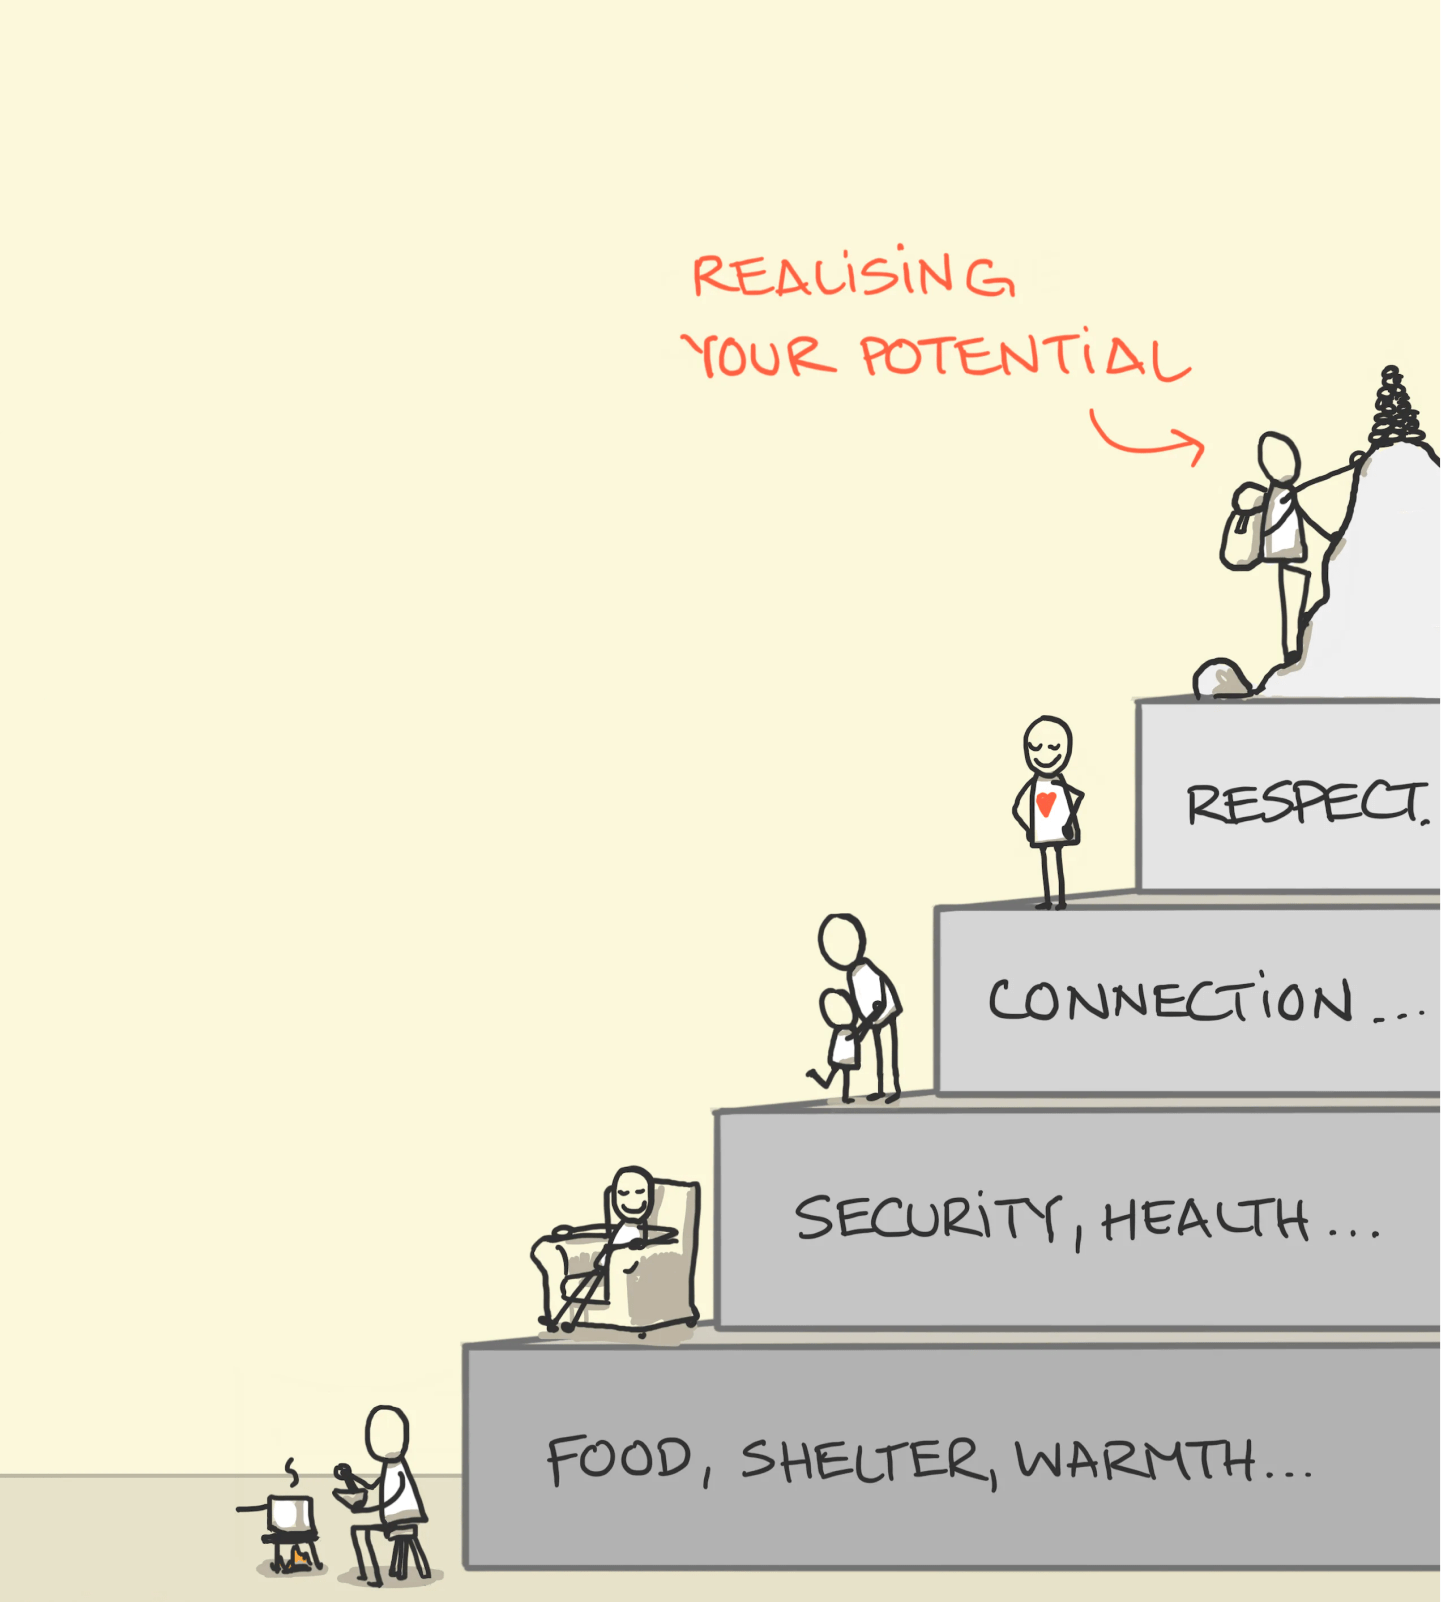 REALiSiNG
YOUR POTENTiAL
RESPECT.
CONNECTiON ...
SECURiTY, HEALTH...
FOOD, SHELTER, WARMTH...